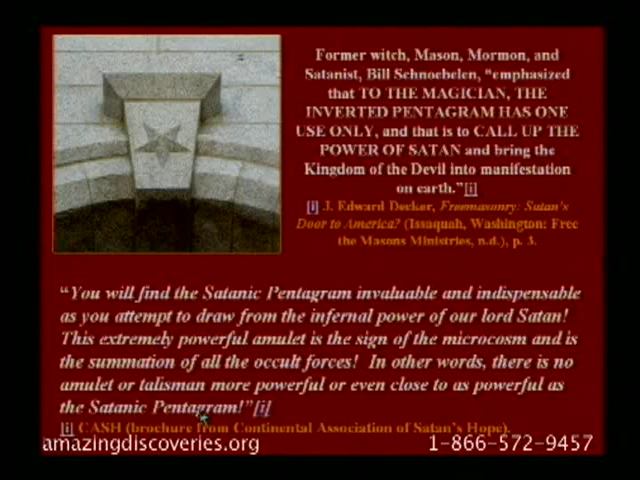 Former witch, Mason, Mormon, and
Satanist, Bill Schnoebelen, “emphasized
that TO THE MAGICIAN, THE
INVERTED PENTAGRAM HAS ONE
USE ONLY, and that is to CALL UP THE
POWER OF SATAN and bring the
Kingdom of the Devil into manifestation
on earth.”[i]
[i] J. Edward Decker, Freemasonry: Satan’s
Door to America? (Issaquah, Washington: Free
the Masons Ministries, n.d.), p. 3.
“You will find the Satanic Pentagram invaluable and indispensable
as you attempt to draw from the infernal power of our lord Satan!
This extremely powerful amulet is the sign of the microcosm and is
the summation of all the occult forces! In other words, there is no
amulet or talisman more powerful or even close to as powerful as
the Satanic Pentagram!”[i]
[i] CASH (brochure from Continental Association of Satan’s Hope).
amazingdiscoveries.org 1-866-572-9457